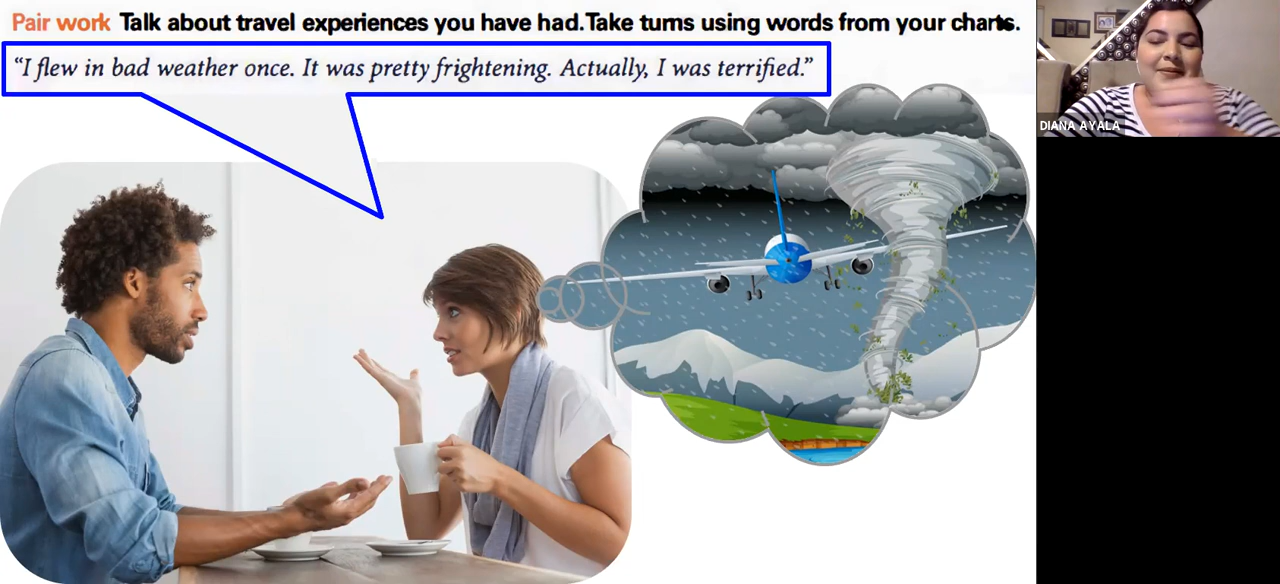 Pair work Talk about travel experiences you have had.Take turns using words from your charts.
“I flew in bad weather once. It was pretty frightening. Actually, I was terrified.”
DIANA AYALA